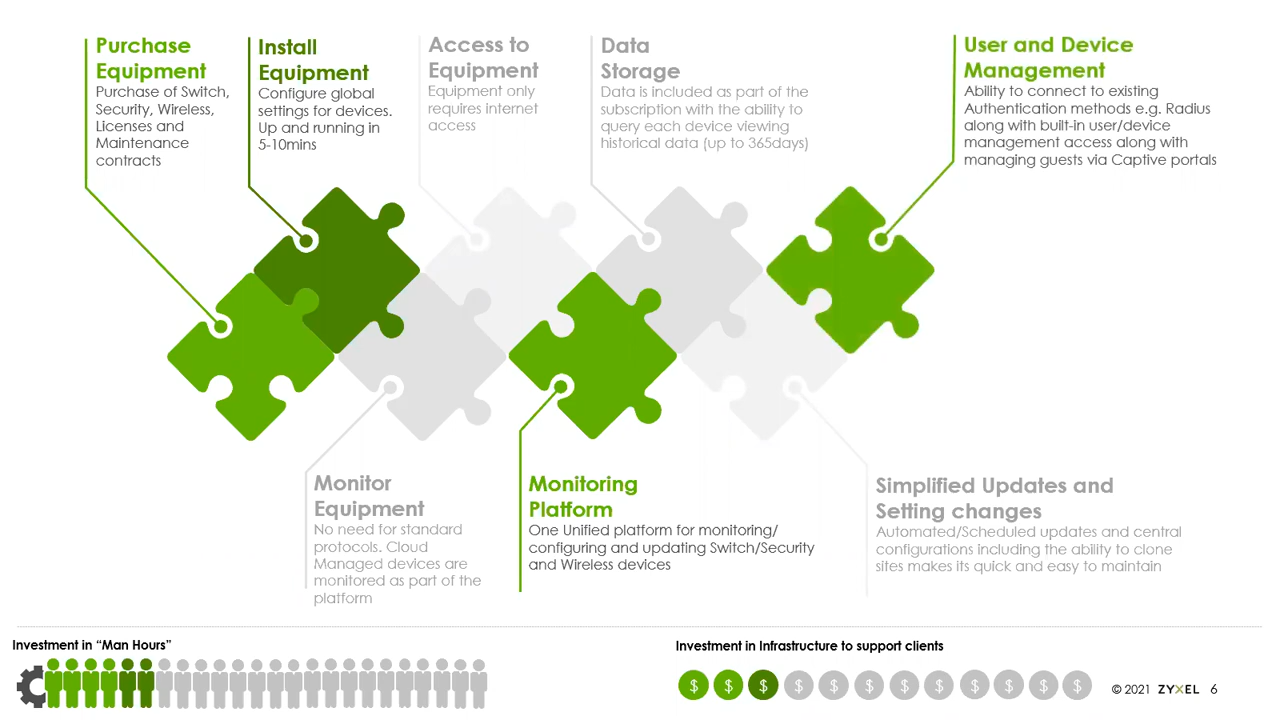 Purchase
Equipment
Purchase of Switch,
Security, Wireless,
Licenses and
Maintenance
contracts
Install
Equipment
Configure global
settings for devices.
Up and running in
5-10mins
Access to
Equipment
Equipment only
requires internet
access
Data
Storage
Data is included as part of the
subscription with the ability to
query each device viewing
historical data (up to 365days)
User and Device
Management
Ability to connect to existing
Authentication methods e.g. Radius
along with built-in user/device
management access along with
managing guests via Captive portals
Monitor
Equipment
No need for standard
protocols. Cloud
Managed devices are
monitored as part of the
platform
Monitoring
Platform
One Unified platform for monitoring/
configuring and updating Switch/Security
and Wireless devices
Simplified Updates and
Setting changes
Automated/Scheduled updates and central
configurations including the ability to clone
sites makes its quick and easy to maintain
Investment in “Man Hours”
Investment in Infrastructure to support clients
$ $ $ $ $ $ $ $ $ $ $ $
© 2021 ZYXEL 6